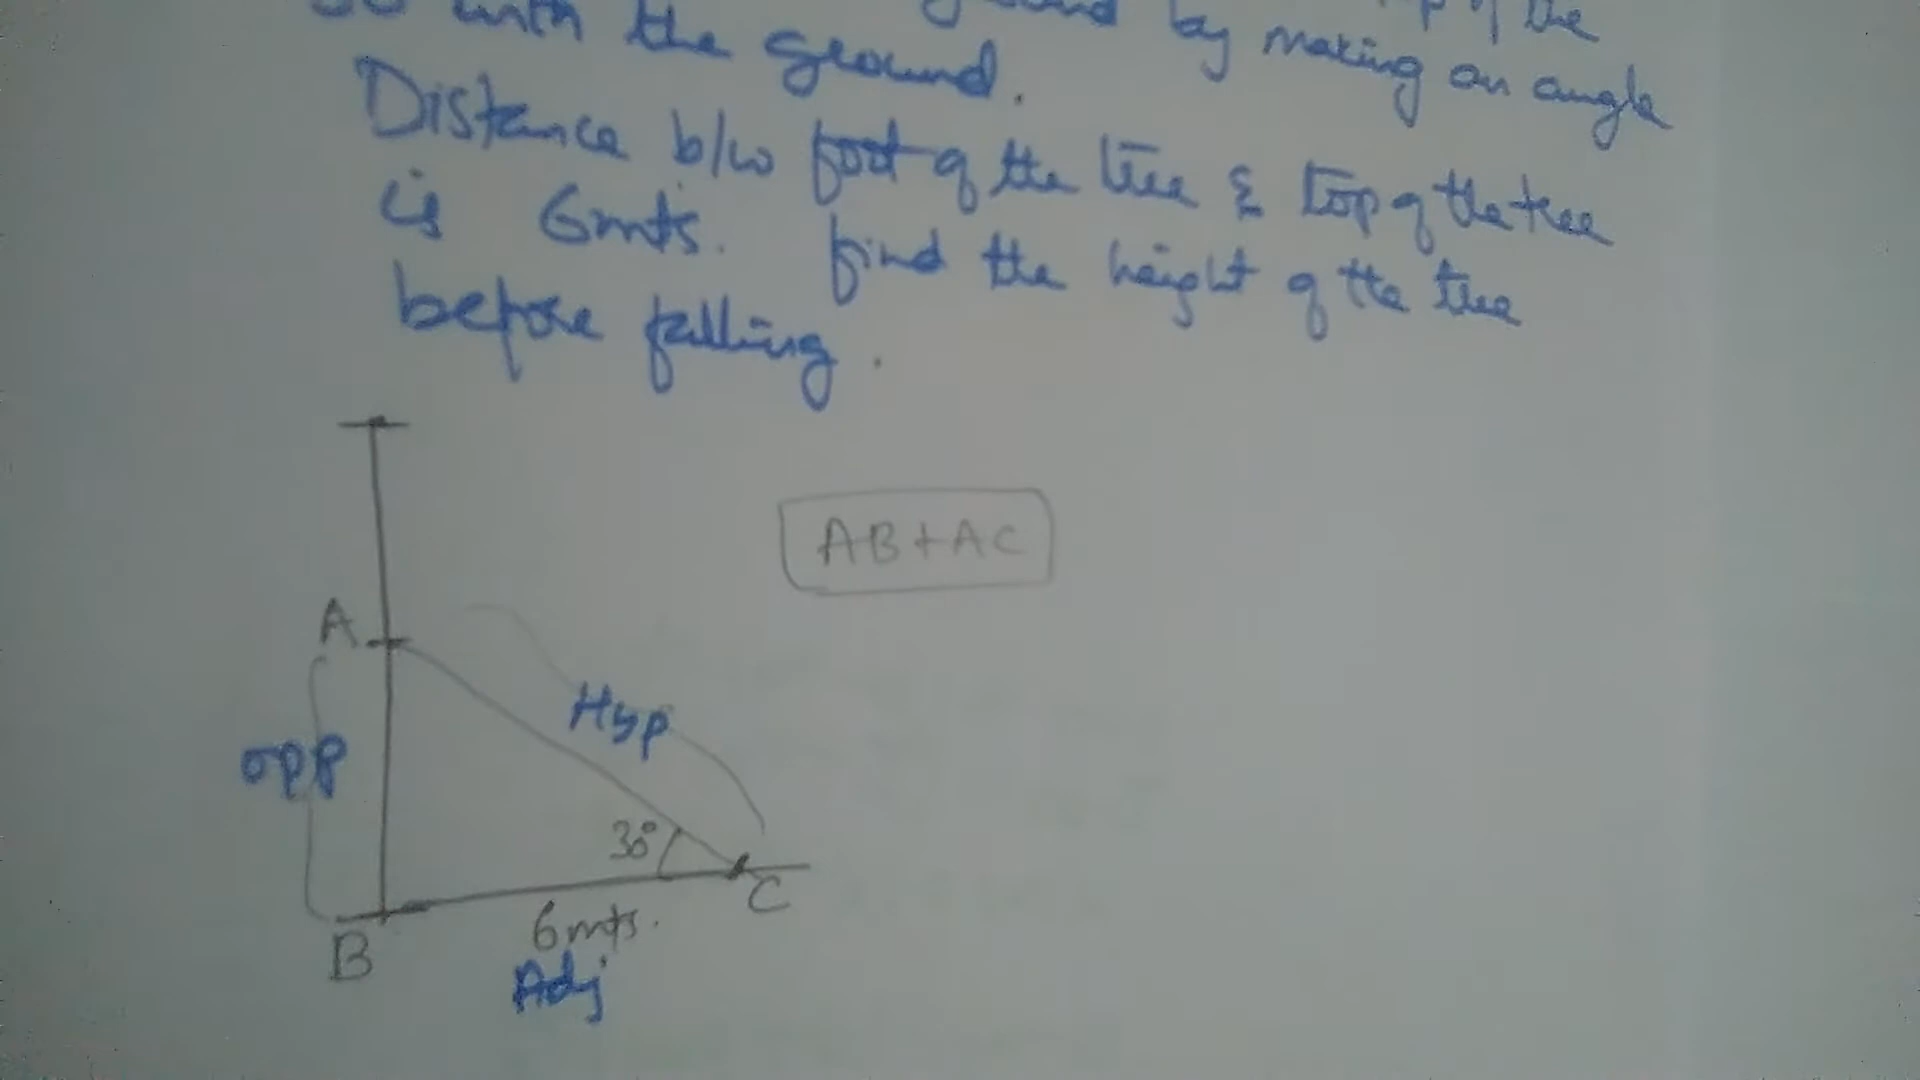 with the ground.
by making an angle
Distance b/w foot of the tree & top of the tree
is 6mts. find the height of the tree
before falling.
AB+AC
A
Hyp
opp
30°
C
6mts.
B
Adj